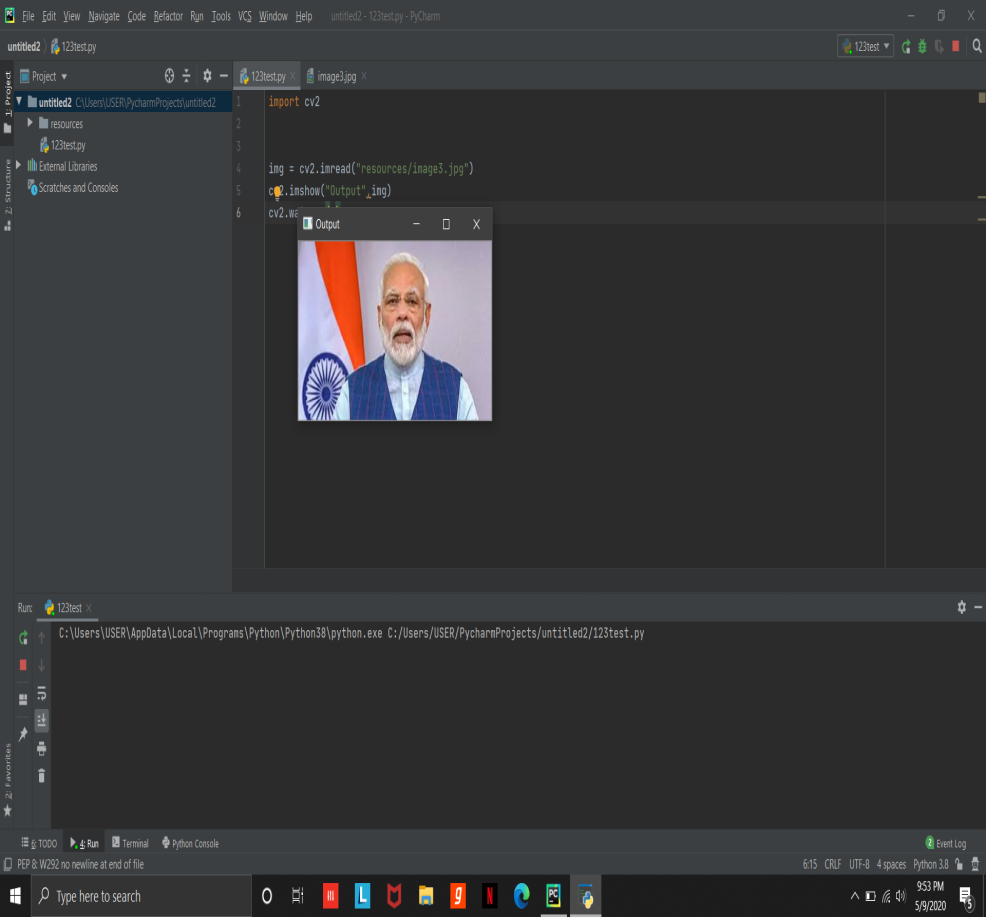 File Edit View Navigate Code Refactor Run Tools VCS Window Help untitled2 - 123test.py - PyCharm
untitled2 123test.py 123test
1: Project
Project
123test.py image3.jpg
untitled2 C:\Users\USER\PycharmProjects\untitled2
resources
123test.py
External Libraries
Scratches and Consoles
2: Structure
1 import cv2
2
3
4 img = cv2.imread("resources/image3.jpg")
5 cv2.imshow("Output",img)
6 cv2.wa
Output
Run: 123test
C:\Users\USER\AppData\Local\Programs\Python\Python38\python.exe C:/Users/USER/PycharmProjects/untitled2/123test.py
2: Favorites
6: TODO 4: Run Terminal Python Console 2 Event Log
PEP 8: W292 no newline at end of file 6:15 CRLF UTF-8 4 spaces Python 3.8
Type here to search
9:53 PM
5/9/2020
5